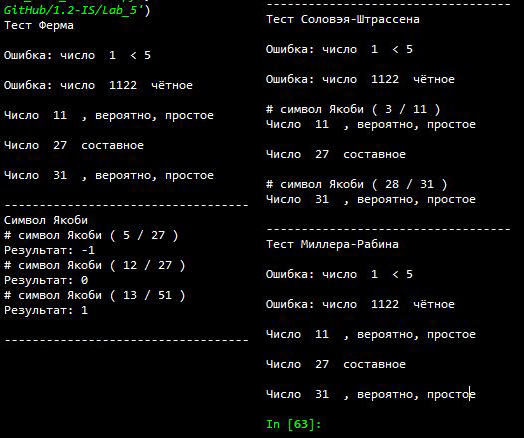 GitHub/1.2-IS/Lab_5')
Тест Ферма
Ошибка: число 1 < 5
Ошибка: число 1122 чётное
Число 11 , вероятно, простое
Число 27 составное
Число 31 , вероятно, простое
-----------------------------------
Символ Якоби
# символ Якоби ( 5 / 27 )
Результат: -1
# символ Якоби ( 12 / 27 )
Результат: 0
# символ Якоби ( 13 / 51 )
Результат: 1
-----------------------------------
-----------------------------------
Тест Соловэя-Штрассена
Ошибка: число 1 < 5
Ошибка: число 1122 чётное
# символ Якоби ( 3 / 11 )
Число 11 , вероятно, простое
Число 27 составное
# символ Якоби ( 28 / 31 )
Число 31 , вероятно, простое
-----------------------------------
Тест Миллера-Рабина
Ошибка: число 1 < 5
Ошибка: число 1122 чётное
Число 11 , вероятно, простое
Число 27 составное
Число 31 , вероятно, простое
In [63]: